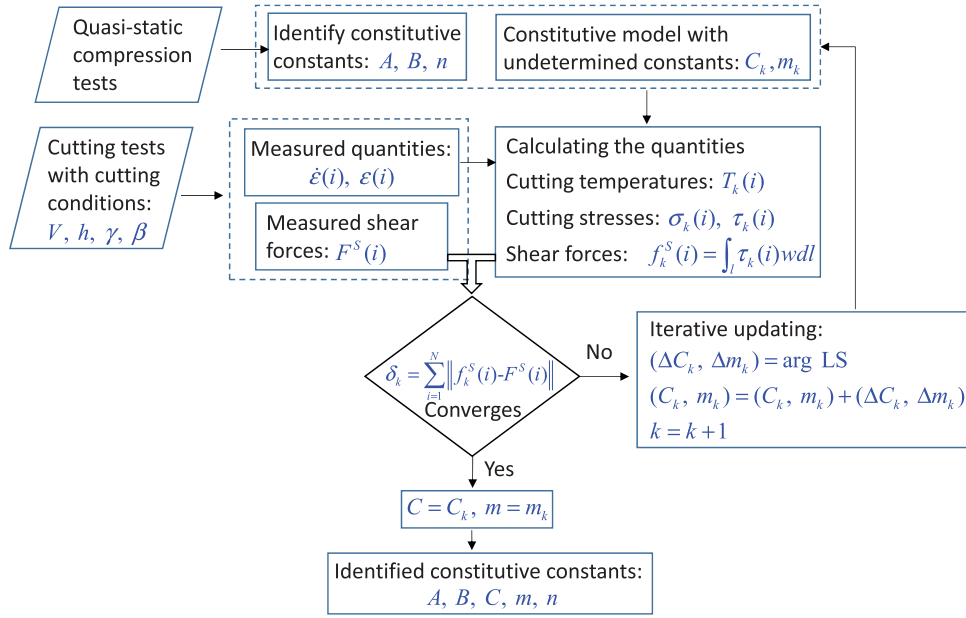 Quasi-static
compression
tests
Identify constitutive
constants: A, B, n
Constitutive model with
undetermined constants: C_k, m_k
Cutting tests
with cutting
conditions:
V, h, γ, β
Measured quantities:
ε̇(i), ε(i)
Measured shear
forces: F^S(i)
Calculating the quantities
Cutting temperatures: T_k(i)
Cutting stresses: σ_k(i), τ_k(i)
Shear forces: f_k^S(i) = ∫_l τ_k(i)wdl
δ_k = ∑_{i=1}^{N} ‖f_k^S(i)-F^S(i)‖
Converges
No
Iterative updating:
(ΔC_k, Δm_k) = arg LS
(C_k, m_k) = (C_k, m_k) + (ΔC_k, Δm_k)
k = k+1
Yes
C = C_k, m = m_k
Identified constitutive constants:
A, B, C, m, n